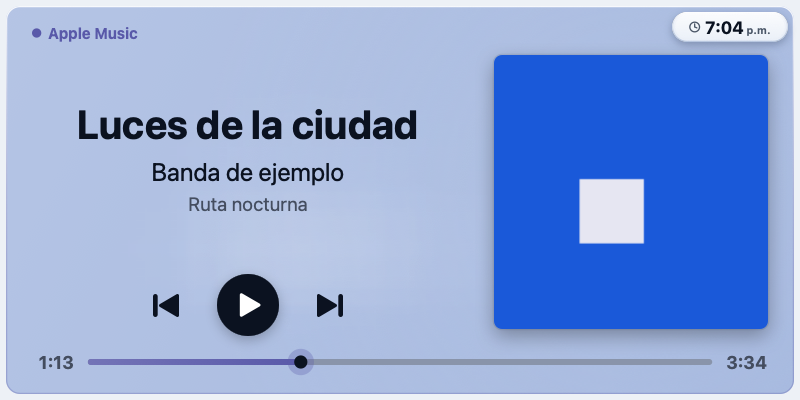 Apple Music
7:04 p.m.
Luces de la ciudad
Banda de ejemplo
Ruta nocturna
1:13
3:34